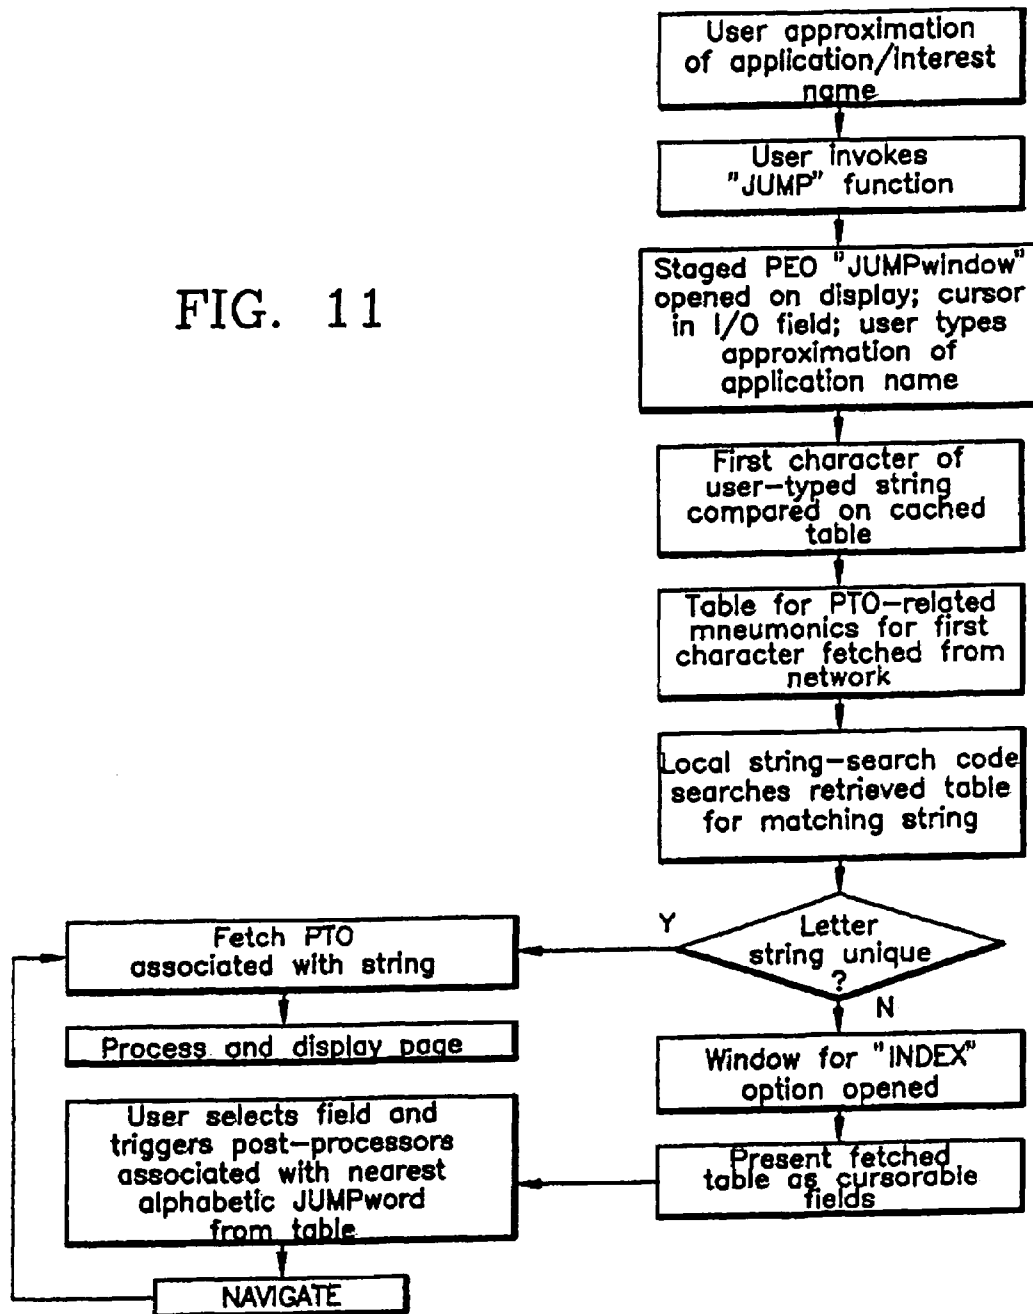 FIG. 11
User approximation
of application/interest
name
User invokes
"JUMP" function
Staged PEO "JUMPwindow"
opened on display; cursor
in I/O field; user types
approximation of
application name
First character of
user-typed string
compared on cached
table
Table for PTO-related
mneumonics for first
character fetched from
network
Local string-search code
searches retrieved table
for matching string
Letter
string unique
?
Y
N
Fetch PTO
associated with string
Process and display page
Window for "INDEX"
option opened
Present fetched
table as cursorable
fields
User selects field and
triggers post-processors
associated with nearest
alphabetic JUMPword
from table
NAVIGATE